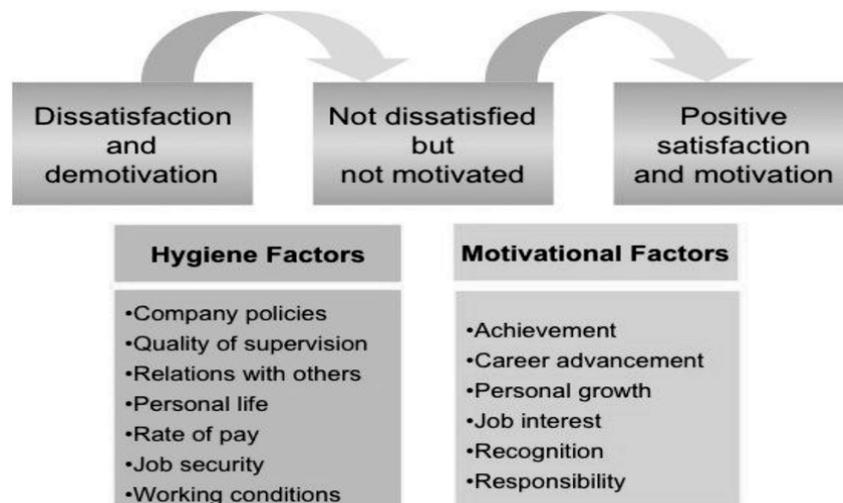 Dissatisfaction
and
demotivation
Not dissatisfied
but
not motivated
Positive
satisfaction
and motivation
Hygiene Factors
•Company policies
•Quality of supervision
•Relations with others
•Personal life
•Rate of pay
•Job security
•Working conditions
Motivational Factors
•Achievement
•Career advancement
•Personal growth
•Job interest
•Recognition
•Responsibility